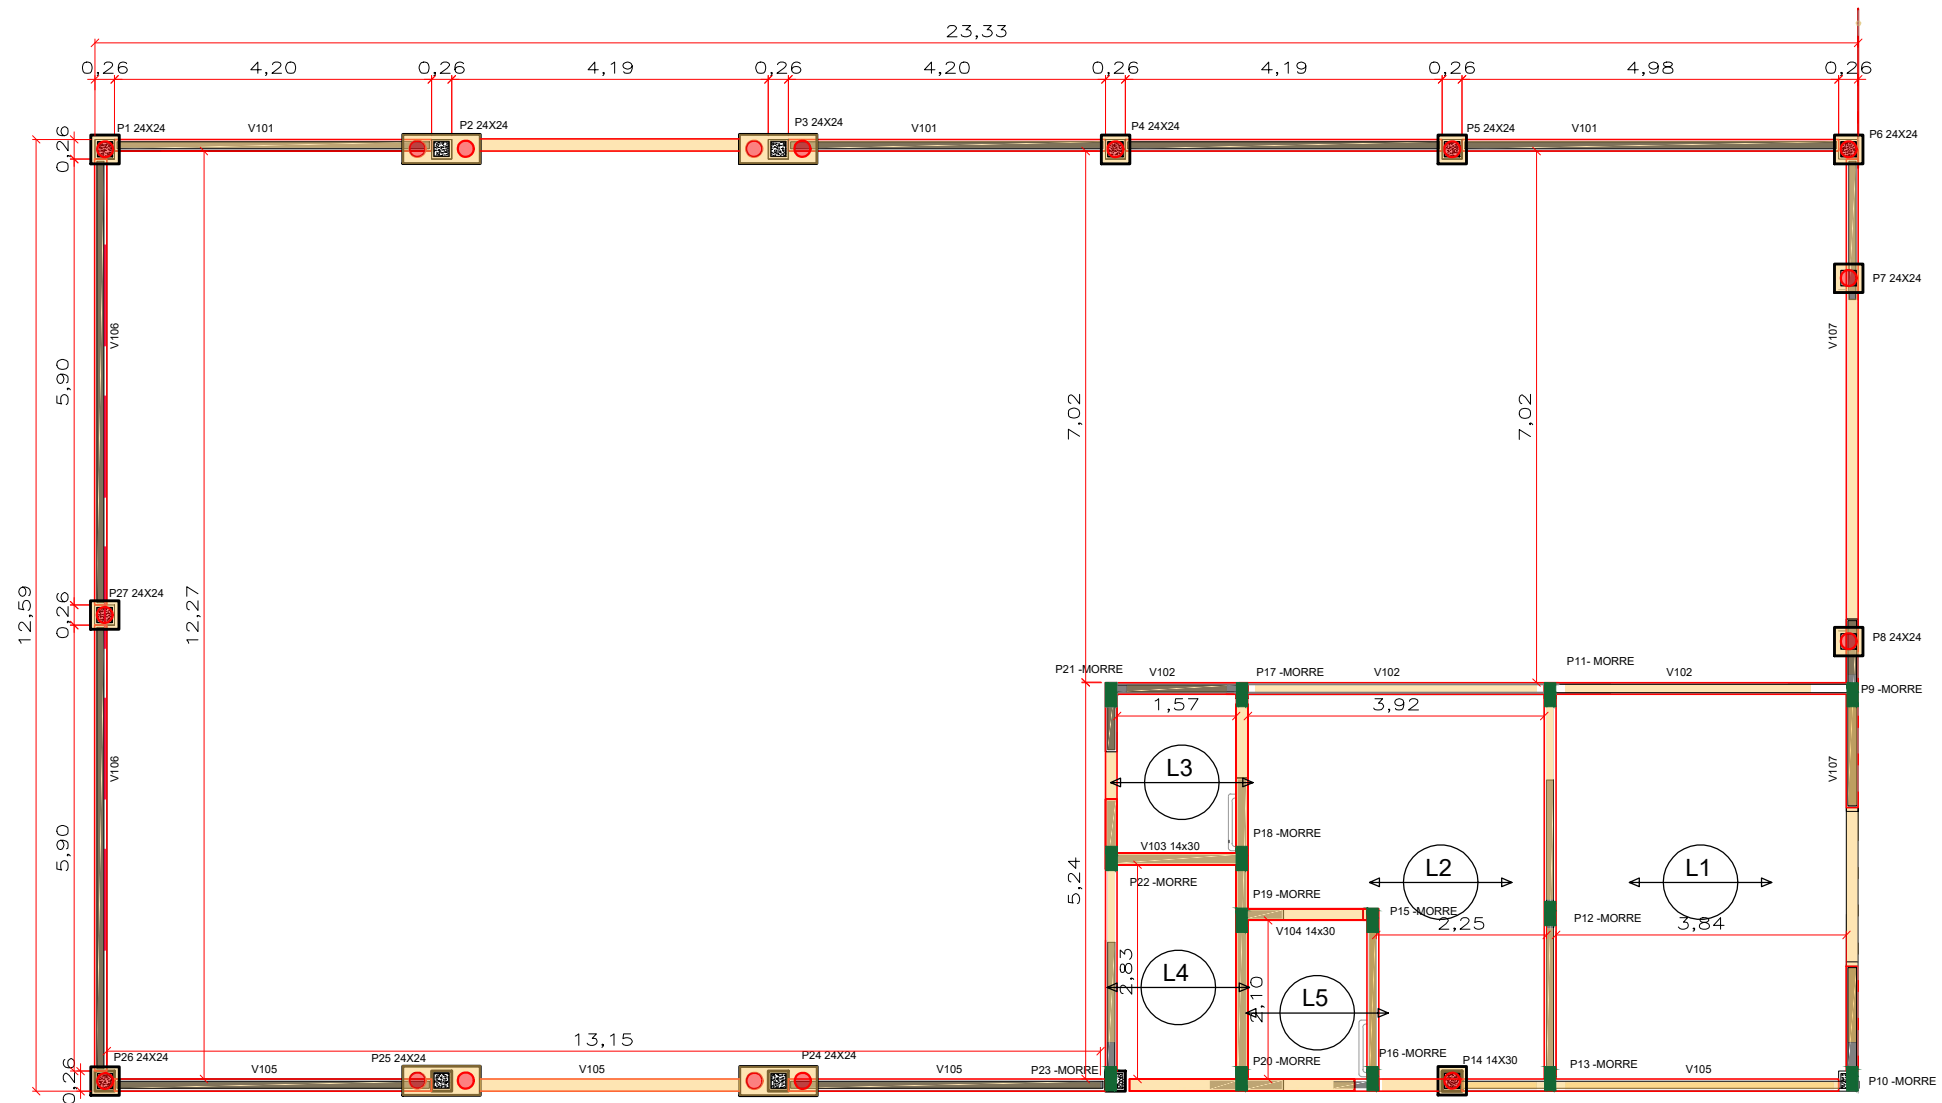 23,33
0,26 4,20 0,26 4,19 0,26 4,20 0,26 4,19 0,26 4,98 0,26
P1 24X24 V101 P2 24X24 P3 24X24 V101 P4 24X24 P5 24X24 V101 P6 24X24
0,26
P7 24X24
V106
V107
5,90
7,02
7,02
P27 24X24
12,59
0,26
12,27
P8 24X24
P21 -MORRE V102 P17 -MORRE V102 P11- MORRE V102
P9 -MORRE
1,57 3,92
V106
L3
V107
P18 -MORRE
V103 14x30
5,90
5,24
P22 -MORRE
L2
L1
P19 -MORRE
P15 -MORRE
P12 -MORRE
V104 14x30
2,25 3,84
2,83
L4
2,10
L5
13,15
P26 24X24 P25 24X24 P24 24X24
V105 V105 V105
P23 -MORRE
P20 -MORRE P16 -MORRE P14 14X30 P13 -MORRE
V105
P10 -MORRE
0,26